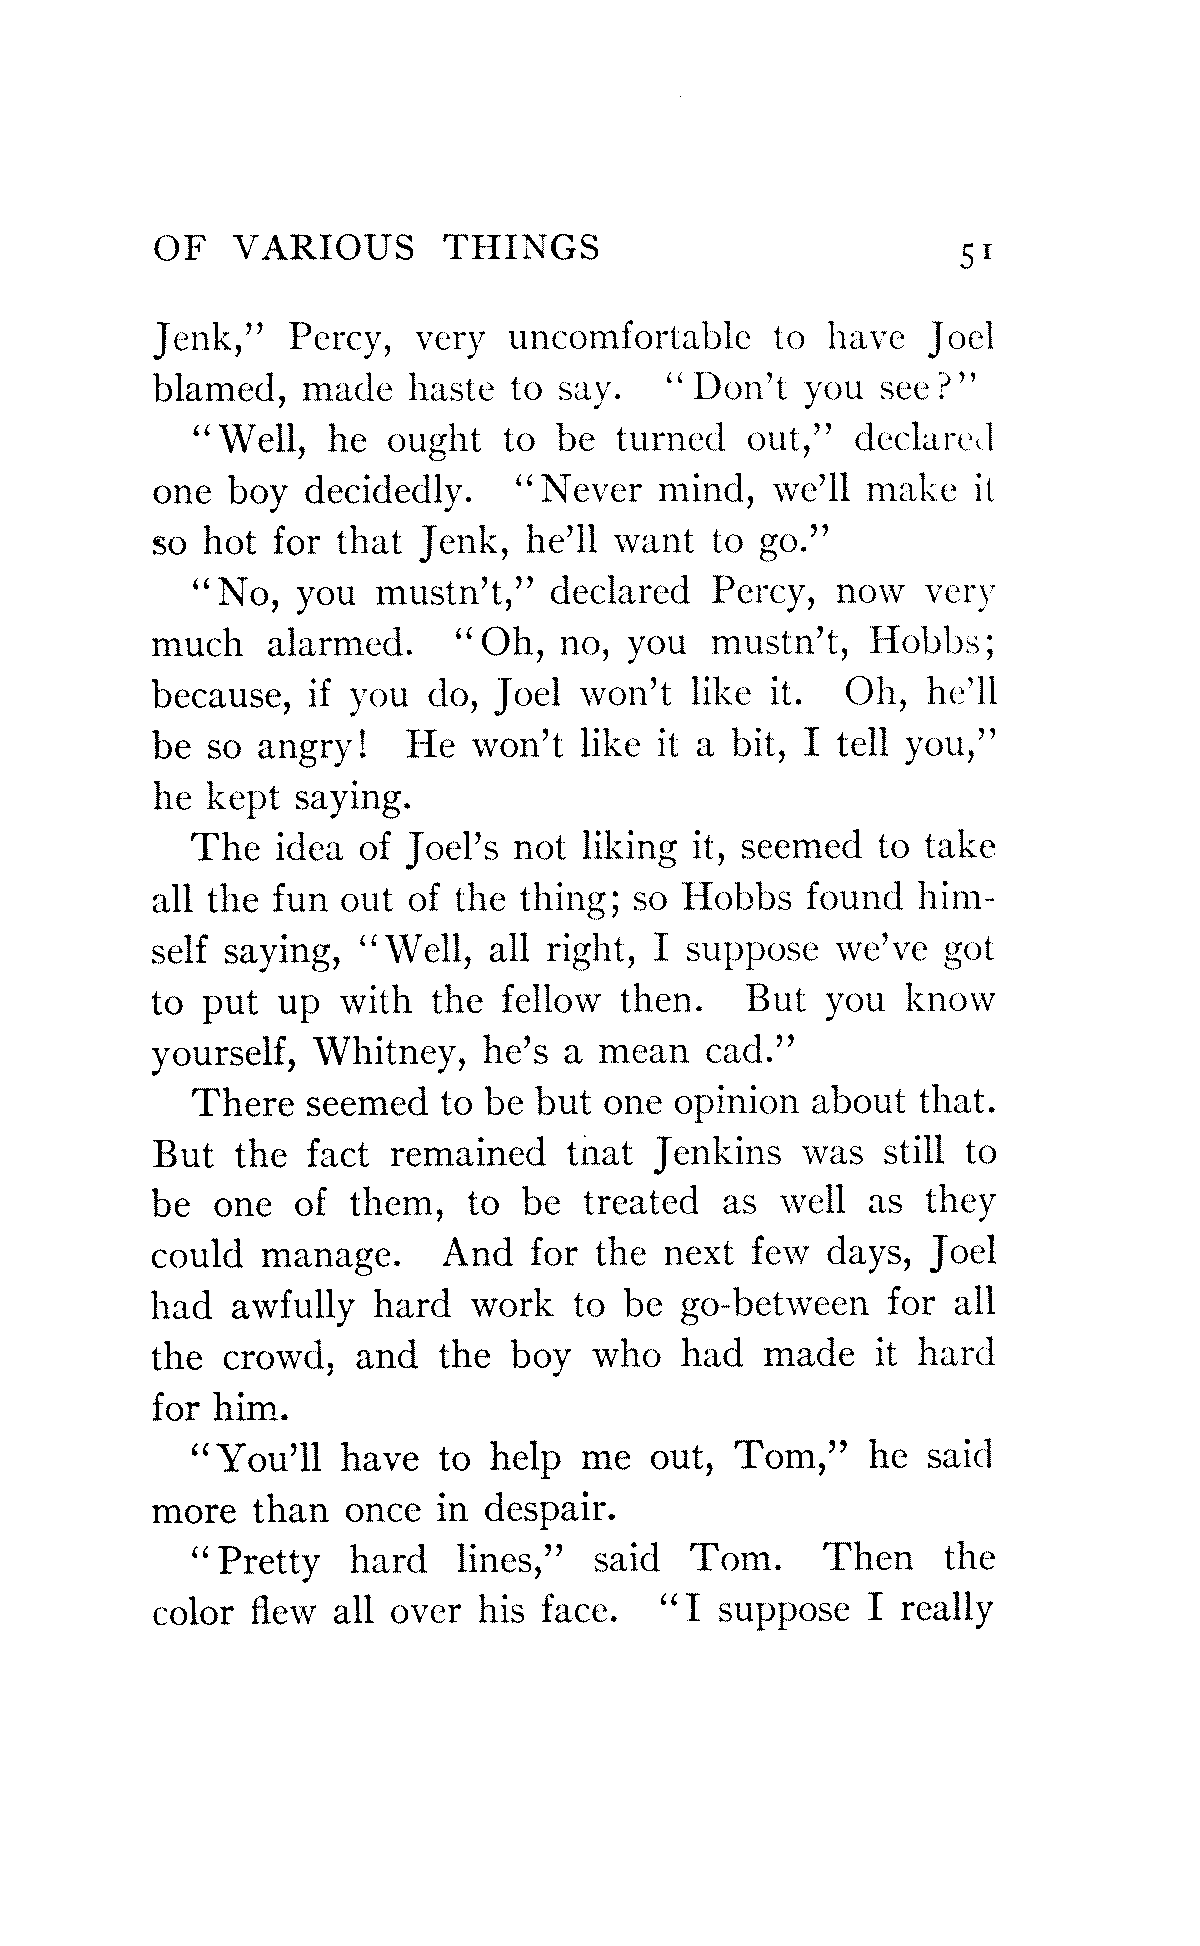 OF VARIOUS THINGS 51
Jenk," Percy, very uncomfortable to have Joel
blamed, made haste to say. "Don't you see?"
"Well, he ought to be turned out," declared
one boy decidedly. "Never mind, we'll make it
so hot for that Jenk, he'll want to go."
"No, you mustn't," declared Percy, now very
much alarmed. "Oh, no, you mustn't, Hobbs;
because, if you do, Joel won't like it. Oh, he'll
be so angry! He won't like it a bit, I tell you,"
he kept saying.
The idea of Joel's not liking it, seemed to take
all the fun out of the thing; so Hobbs found him-
self saying, "Well, all right, I suppose we've got
to put up with the fellow then. But you know
yourself, Whitney, he's a mean cad."
There seemed to be but one opinion about that.
But the fact remained that Jenkins was still to
be one of them, to be treated as well as they
could manage. And for the next few days, Joel
had awfully hard work to be go-between for all
the crowd, and the boy who had made it hard
for him.
"You'll have to help me out, Tom," he said
more than once in despair.
"Pretty hard lines," said Tom. Then the
color flew all over his face. "I suppose I really